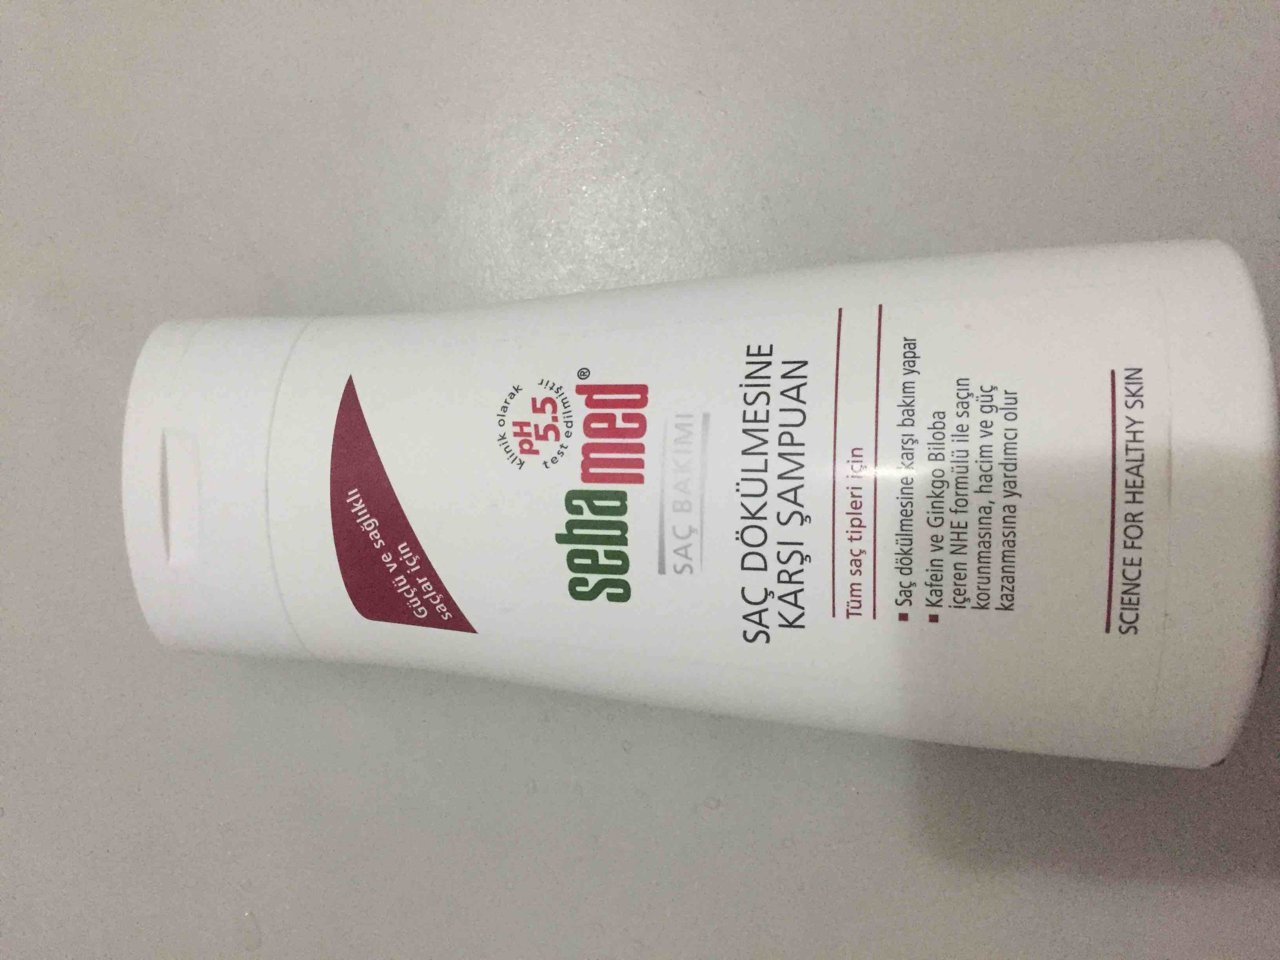 Güçlü ve sağlıklı
saçlar için
klinik olarak
pH
5.5
test edilmiştir
sebamed®
SAÇ BAKIMI
SAÇ DÖKÜLMESİNE
KARŞI ŞAMPUAN
Tüm saç tipleri için
▪ Saç dökülmesine karşı bakım yapar
▪ Kafein ve Ginkgo Biloba
içeren NHE formülü ile saçın
korunmasına, hacim ve güç
kazanmasına yardımcı olur
SCIENCE FOR HEALTHY SKIN